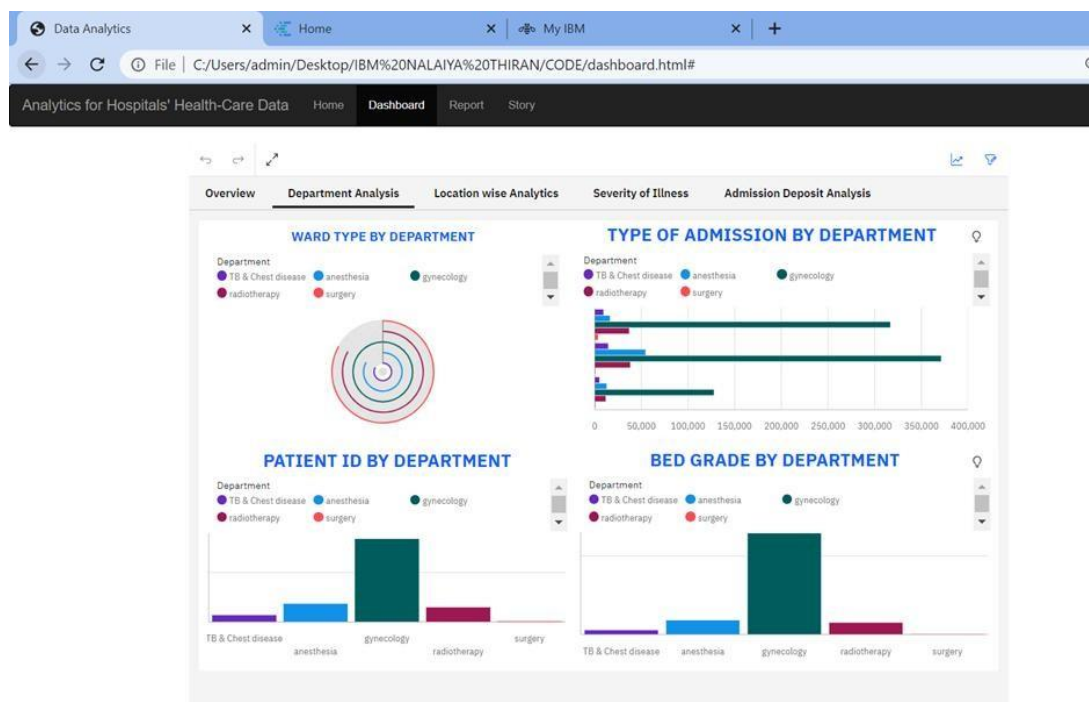 Data Analytics Home My IBM
File C:/Users/admin/Desktop/IBM%20NALAIYA%20THIRAN/CODE/dashboard.html#
Analytics for Hospitals' Health-Care Data Home Dashboard Report Story
Overview Department Analysis Location wise Analytics Severity of Illness Admission Deposit Analysis
WARD TYPE BY DEPARTMENT
Department
TB & Chest disease anesthesia gynecology
radiotherapy surgery
TYPE OF ADMISSION BY DEPARTMENT
Department
TB & Chest disease anesthesia gynecology
radiotherapy surgery
0 50,000 100,000 150,000 200,000 250,000 300,000 350,000 400,000
PATIENT ID BY DEPARTMENT
Department
TB & Chest disease anesthesia gynecology
radiotherapy surgery
TB & Chest disease gynecology surgery
anesthesia radiotherapy
BED GRADE BY DEPARTMENT
Department
TB & Chest disease anesthesia gynecology
radiotherapy surgery
TB & Chest disease anesthesia gynecology radiotherapy surgery